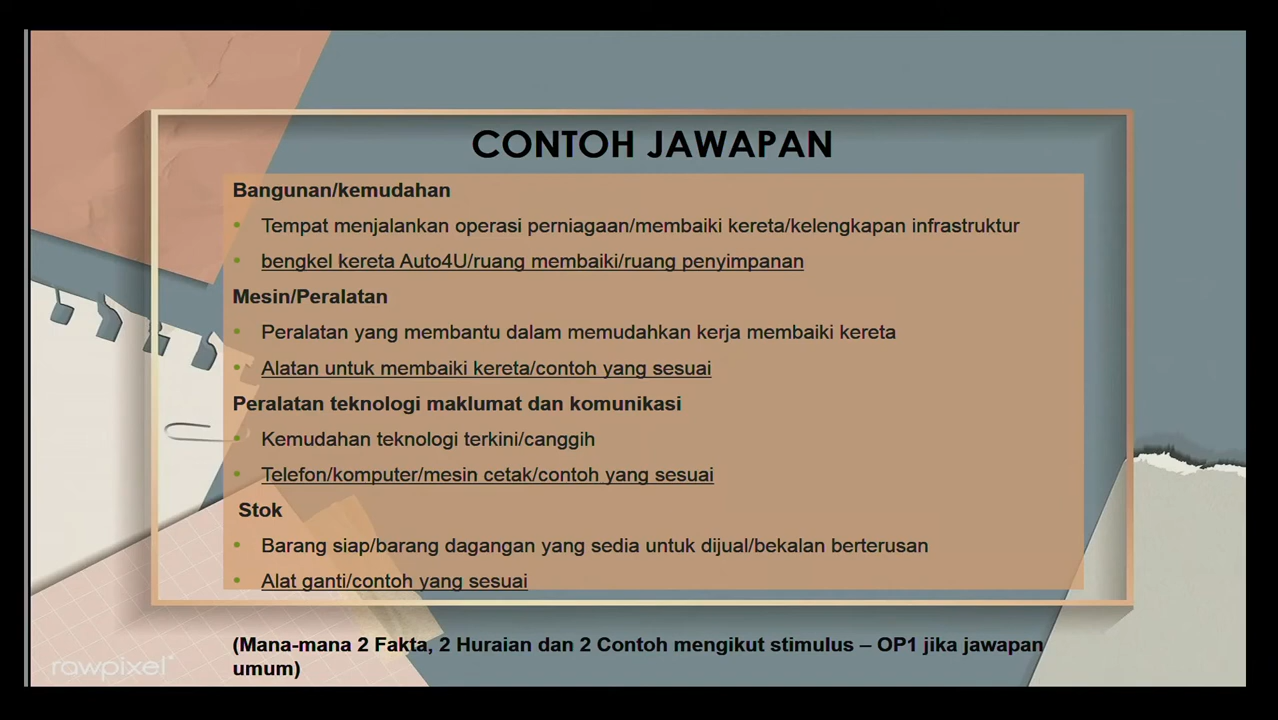 CONTOH JAWAPAN
Bangunan/kemudahan
• Tempat menjalankan operasi perniagaan/membaiki kereta/kelengkapan infrastruktur
• bengkel kereta Auto4U/ruang membaiki/ruang penyimpanan
Mesin/Peralatan
• Peralatan yang membantu dalam memudahkan kerja membaiki kereta
• Alatan untuk membaiki kereta/contoh yang sesuai
Peralatan teknologi maklumat dan komunikasi
• Kemudahan teknologi terkini/canggih
• Telefon/komputer/mesin cetak/contoh yang sesuai
Stok
• Barang siap/barang dagangan yang sedia untuk dijual/bekalan berterusan
• Alat ganti/contoh yang sesuai
(Mana-mana 2 Fakta, 2 Huraian dan 2 Contoh mengikut stimulus – OP1 jika jawapan
umum)
rawpixel